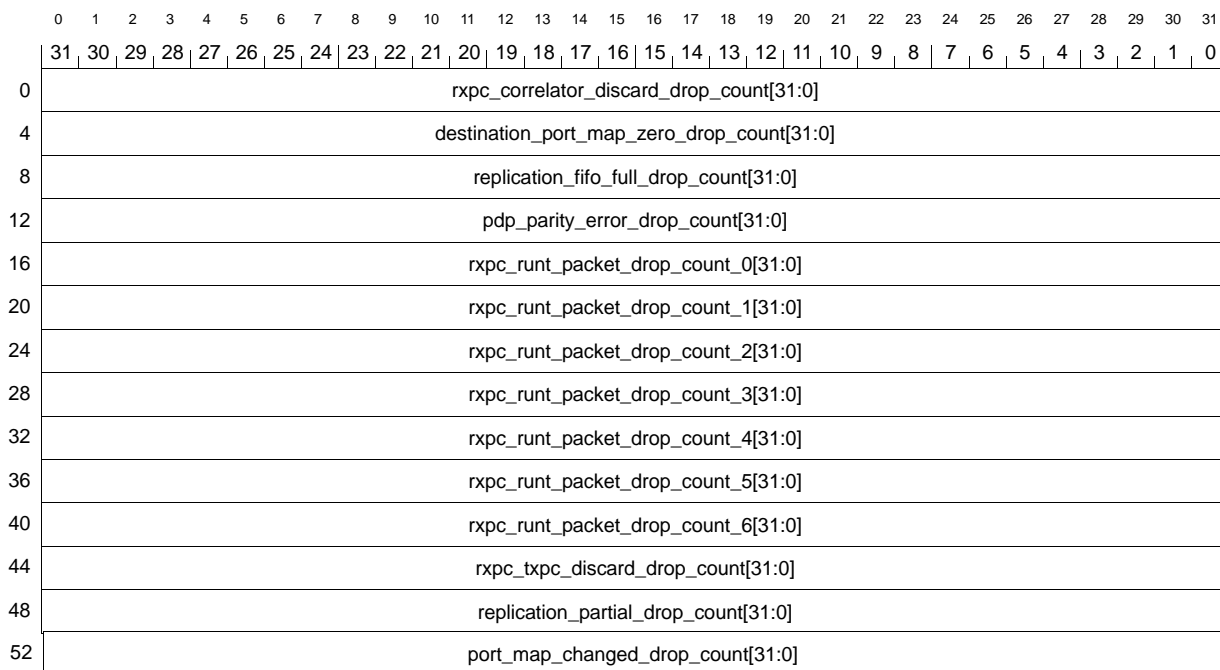 0 1 2 3 4 5 6 7 8 9 10 11 12 13 14 15 16 17 18 19 20 21 22 23 24 25 26 27 28 29 30 31
31 30 29 28 27 26 25 24 23 22 21 20 19 18 17 16 15 14 13 12 11 10 9 8 7 6 5 4 3 2 1 0
0 rxpc_correlator_discard_drop_count[31:0]
4 destination_port_map_zero_drop_count[31:0]
8 replication_fifo_full_drop_count[31:0]
12 pdp_parity_error_drop_count[31:0]
16 rxpc_runt_packet_drop_count_0[31:0]
20 rxpc_runt_packet_drop_count_1[31:0]
24 rxpc_runt_packet_drop_count_2[31:0]
28 rxpc_runt_packet_drop_count_3[31:0]
32 rxpc_runt_packet_drop_count_4[31:0]
36 rxpc_runt_packet_drop_count_5[31:0]
40 rxpc_runt_packet_drop_count_6[31:0]
44 rxpc_txpc_discard_drop_count[31:0]
48 replication_partial_drop_count[31:0]
52 port_map_changed_drop_count[31:0]